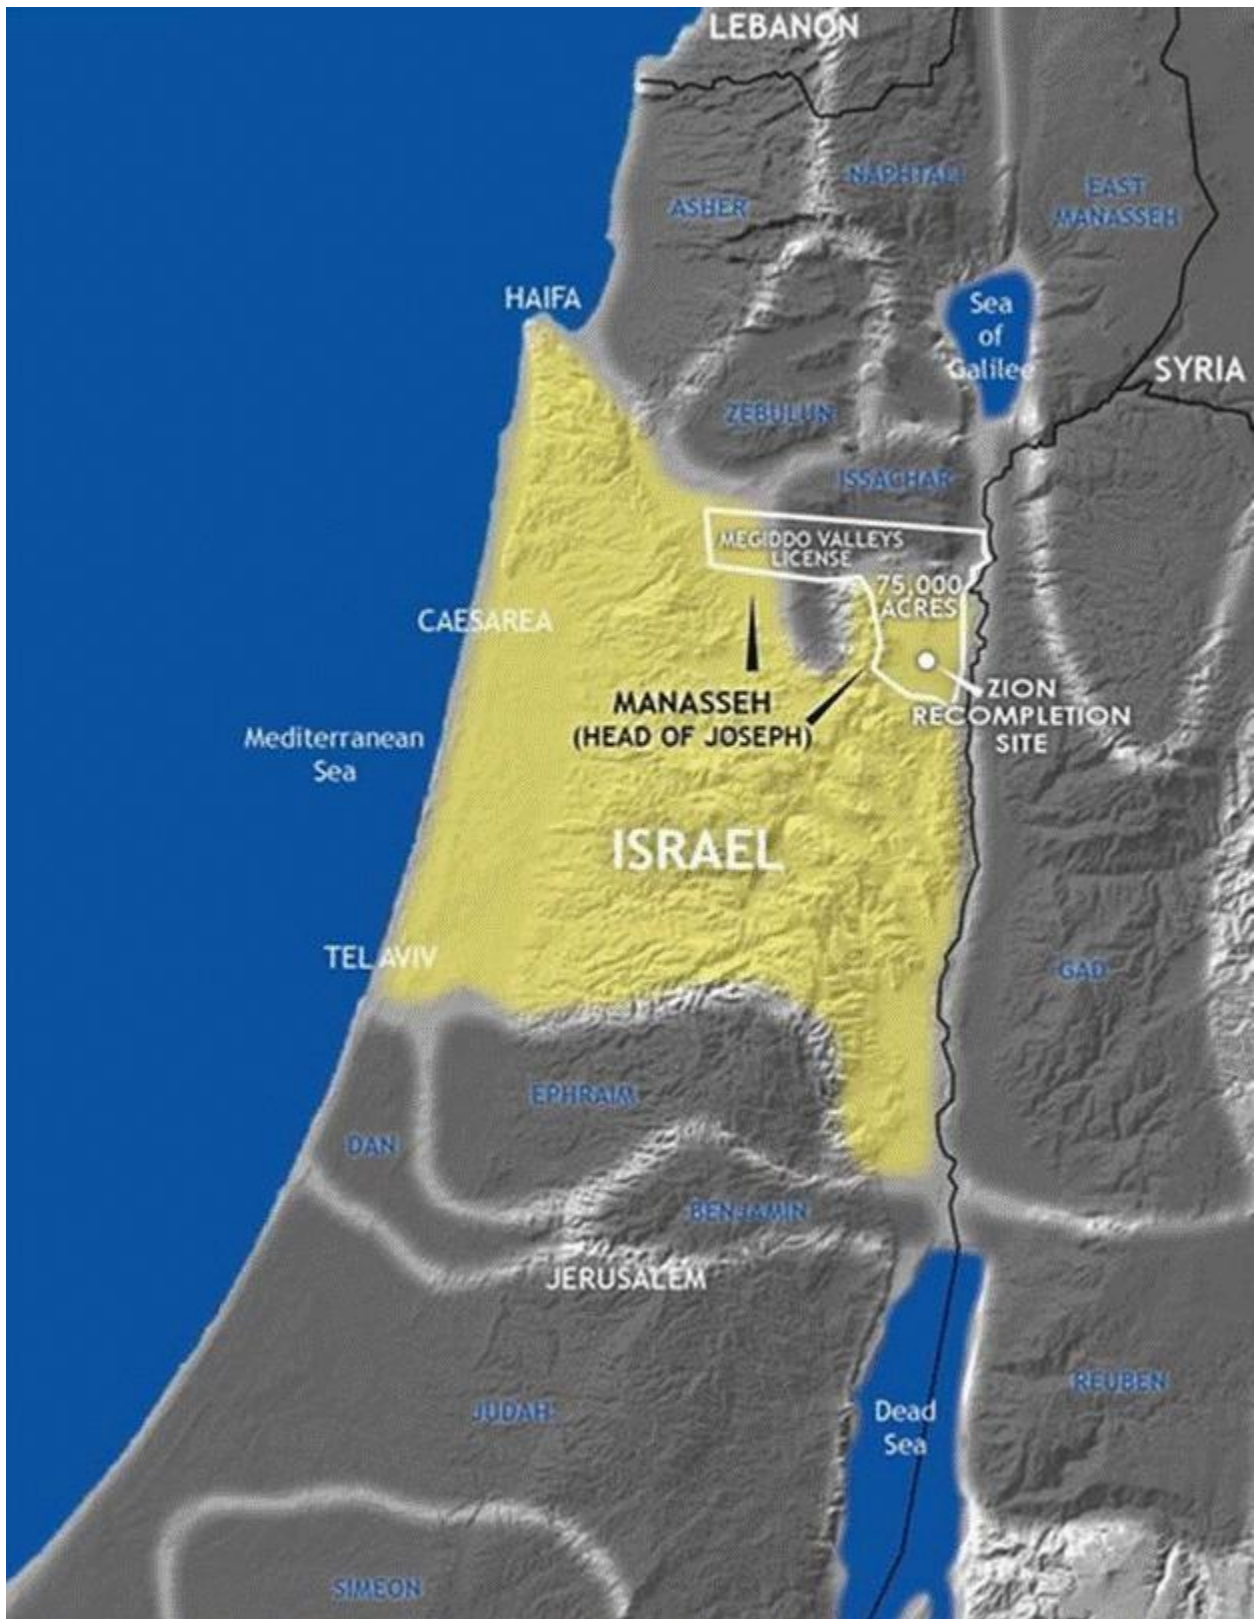 LEBANON
NAPHTALI
EAST
MANASSEH
ASHER
HAIFA
Sea
of
Galilee
SYRIA
ZEBULUN
ISSACHAR
MEGIDDO VALLEYS
LICENSE
75,000
ACRES
CAESAREA
ZION
RECOMPLETION
SITE
MANASSEH
(HEAD OF JOSEPH)
Mediterranean
Sea
ISRAEL
TEL AVIV
GAD
EPHRAIM
DAN
BENJAMIN
JERUSALEM
REUBEN
JUDAH
Dead
Sea
SIMEON